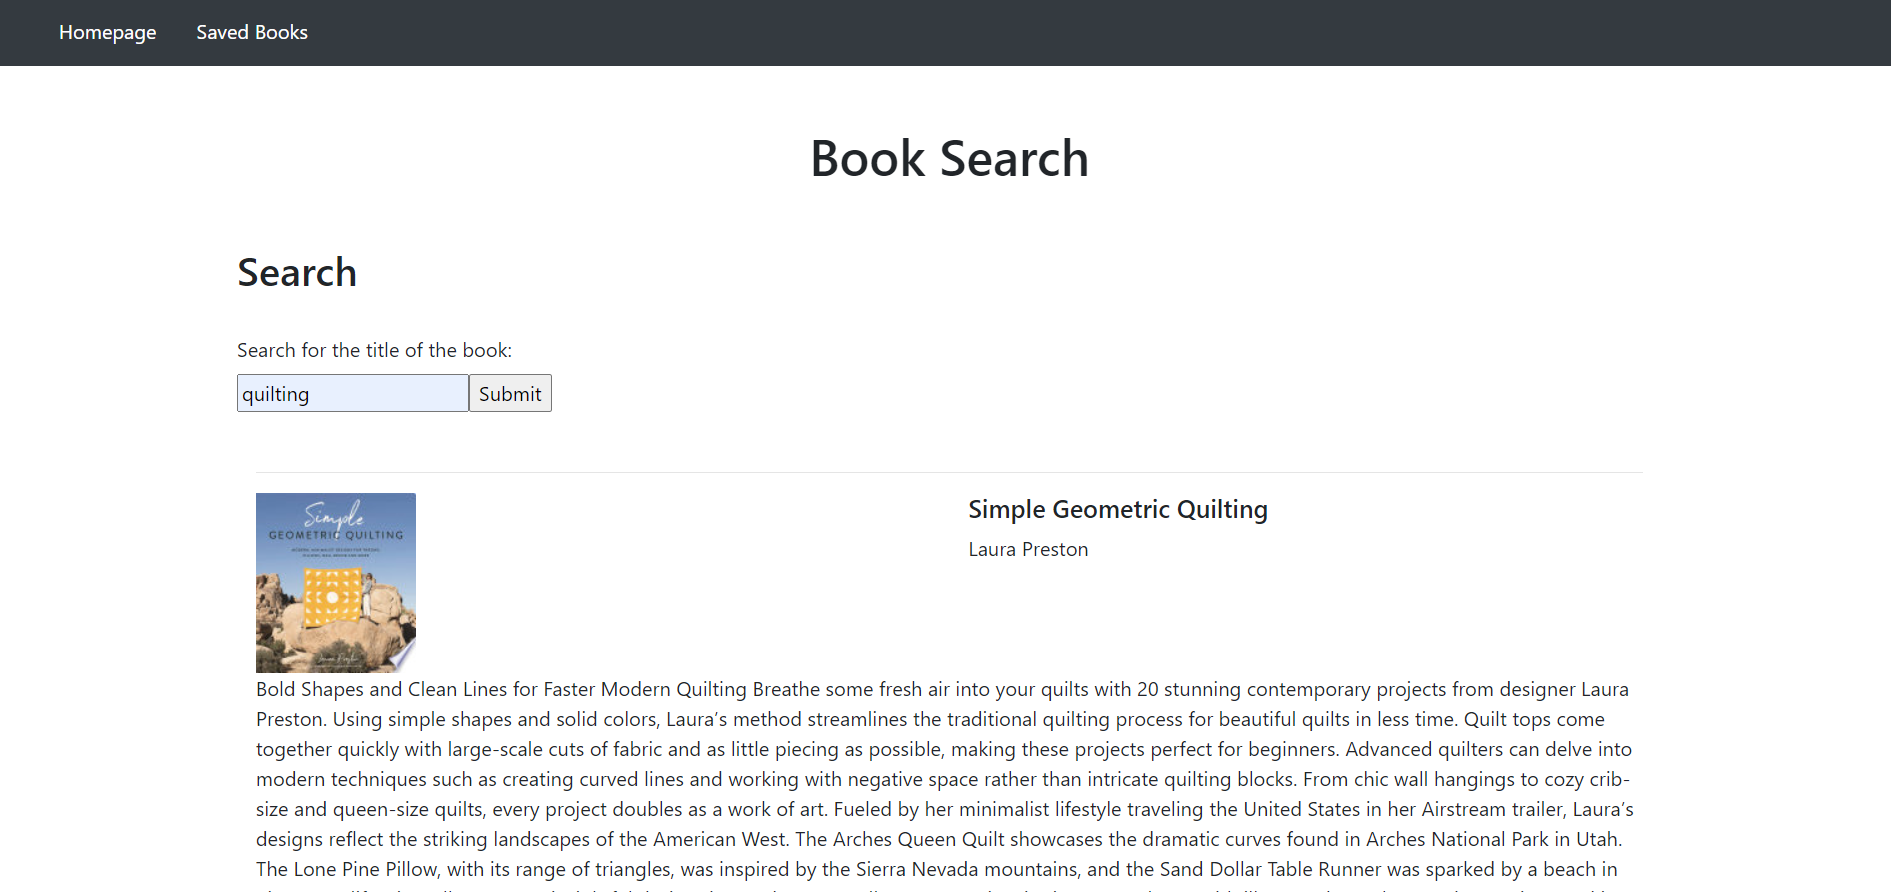 Homepage Saved Books
Book Search
Search
Search for the title of the book:
quilting Submit
Simple
GEOMETRIC QUILTING
Simple Geometric Quilting
Laura Preston
Bold Shapes and Clean Lines for Faster Modern Quilting Breathe some fresh air into your quilts with 20 stunning contemporary projects from designer Laura
Preston. Using simple shapes and solid colors, Laura’s method streamlines the traditional quilting process for beautiful quilts in less time. Quilt tops come
together quickly with large-scale cuts of fabric and as little piecing as possible, making these projects perfect for beginners. Advanced quilters can delve into
modern techniques such as creating curved lines and working with negative space rather than intricate quilting blocks. From chic wall hangings to cozy crib-
size and queen-size quilts, every project doubles as a work of art. Fueled by her minimalist lifestyle traveling the United States in her Airstream trailer, Laura’s
designs reflect the striking landscapes of the American West. The Arches Queen Quilt showcases the dramatic curves found in Arches National Park in Utah.
The Lone Pine Pillow, with its range of triangles, was inspired by the Sierra Nevada mountains, and the Sand Dollar Table Runner was sparked by a beach in